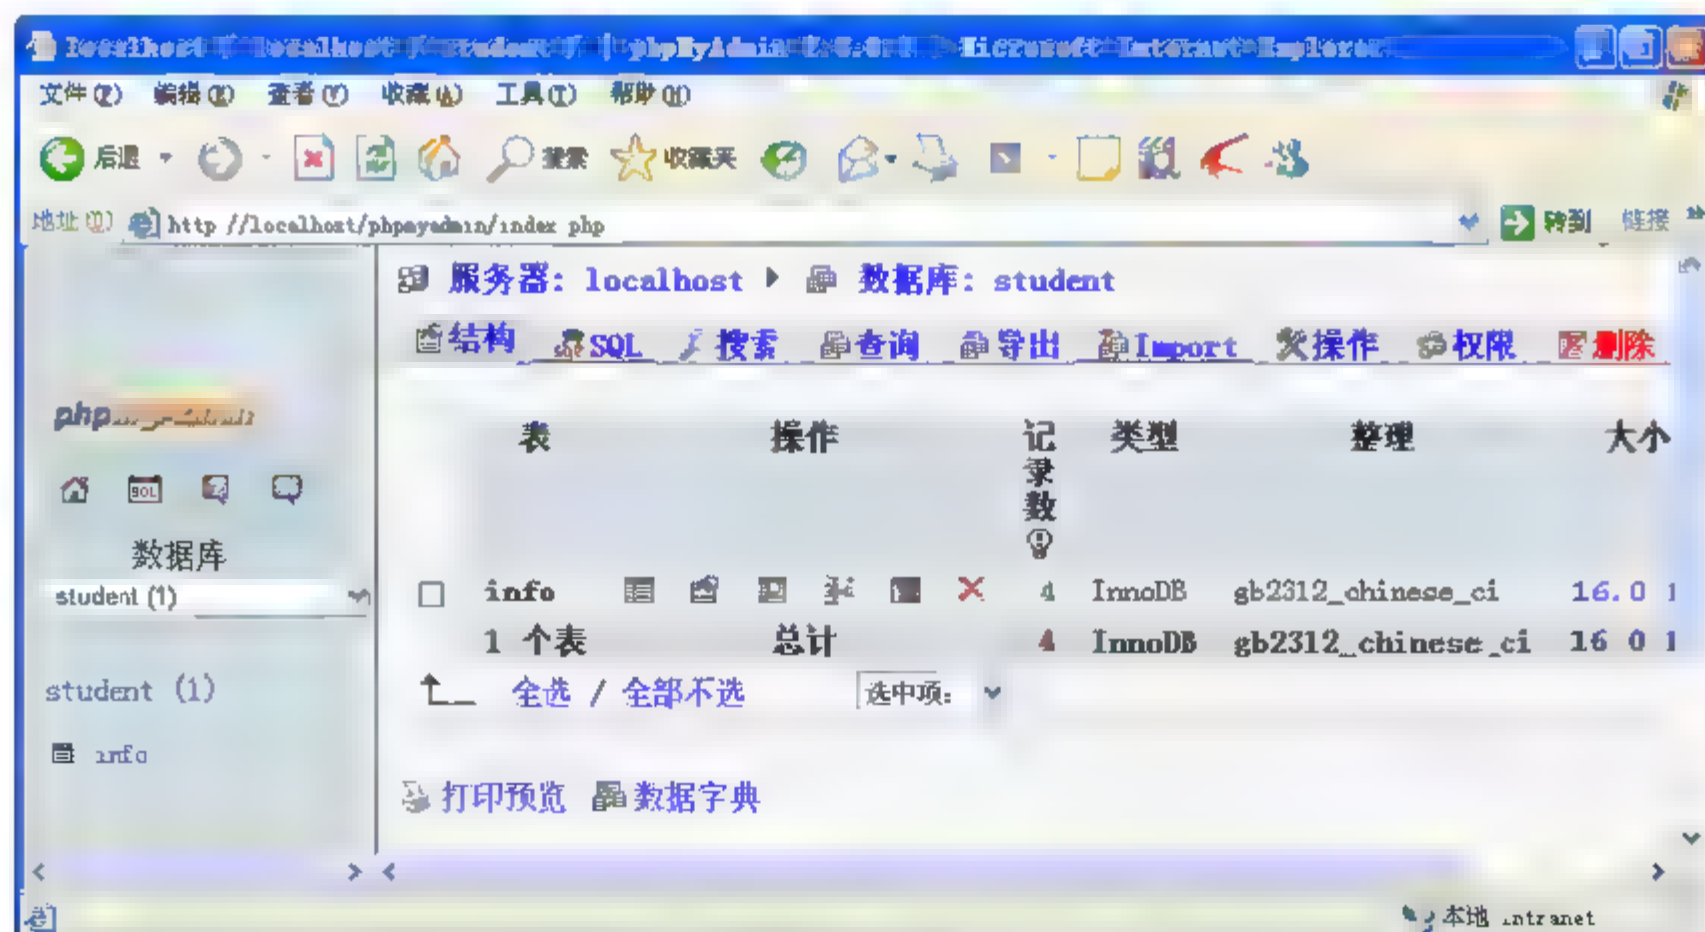 文件(F) 编辑(E) 查看(V) 收藏(A) 工具(T) 帮助(H)
后退 搜索 收藏夹
地址(D) http //localhost/phpmyadmin/index php 转到 链接
服务器: localhost ▶ 数据库: student
结构 SQL 搜索 查询 导出 Import 操作 权限 删除
php
表 操作 记录数 类型 整理 大小
SQL
数据库
student (1)
info 4 InnoDB gb2312_chinese_ci 16.0
1 个表 总计 4 InnoDB gb2312_chinese_ci 16 0
student (1)
全选 / 全部不选 选中项:
info
打印预览 数据字典
本地 intranet